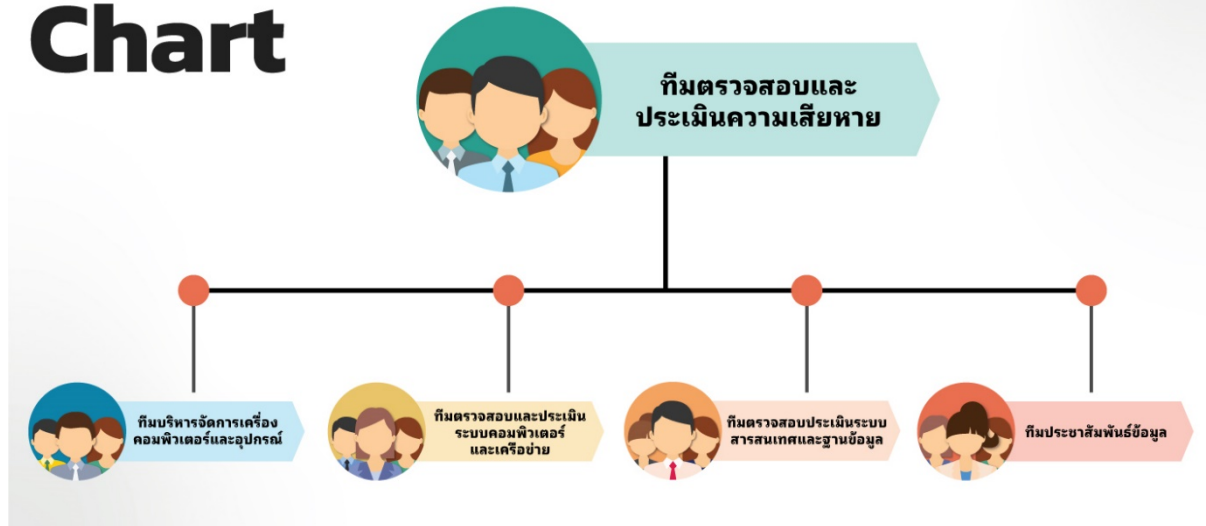 Chart
ทีมตรวจสอบและ
ประเมินความเสียหาย
ทีมบริหารจัดการเครื่อง
คอมพิวเตอร์และอุปกรณ์
ทีมตรวจสอบและประเมิน
ระบบคอมพิวเตอร์
และเครือข่าย
ทีมตรวจสอบประเมินระบบ
สารสนเทศและฐานข้อมูล
ทีมประชาสัมพันธ์ข้อมูล